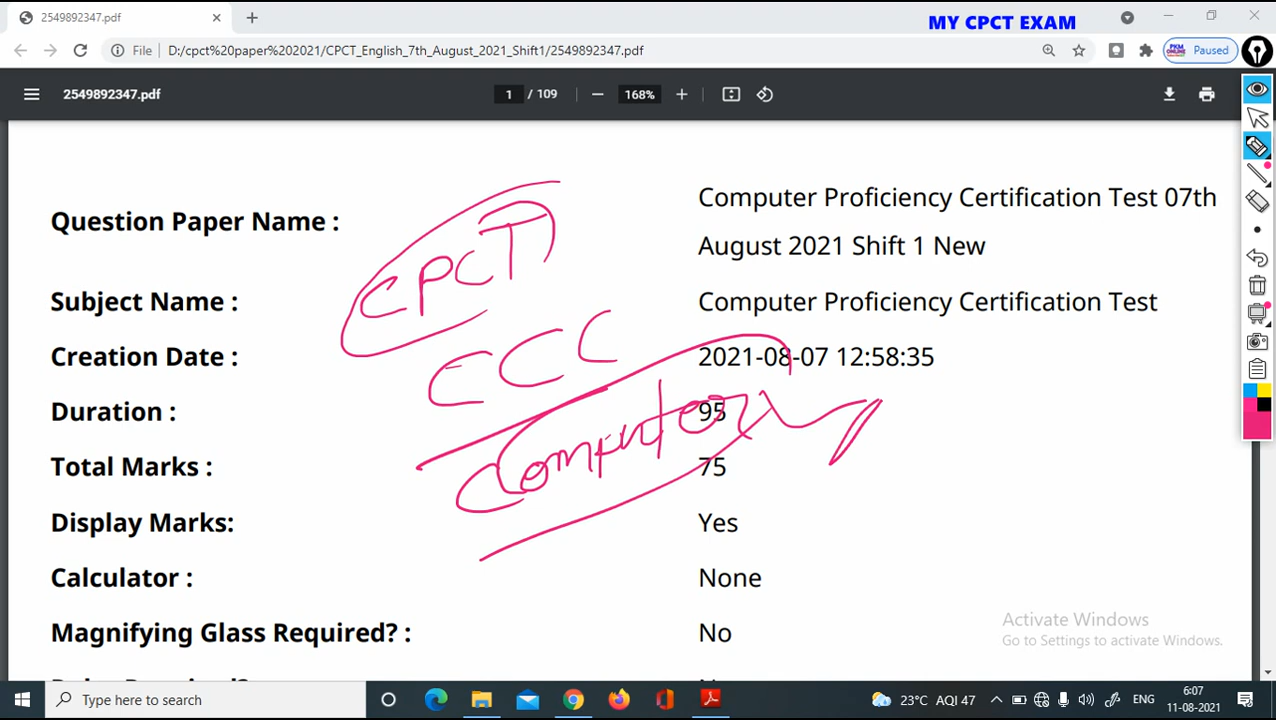 2549892347.pdf
MY CPCT EXAM
File D:/cpct%20paper%202021/CPCT_English_7th_August_2021_Shift1/2549892347.pdf
PKM ONLINE Paused
2549892347.pdf 1 / 109 168%
Question Paper Name : Computer Proficiency Certification Test 07th
August 2021 Shift 1 New
CPCT
Subject Name : Computer Proficiency Certification Test
CCC
Creation Date : 2021-08-07 12:58:35
Duration : 95
Computer
Total Marks : 75
Display Marks: Yes
Calculator : None
Magnifying Glass Required? : No
Activate Windows
Go to Settings to activate Windows.
Type here to search
23°C AQI 47 ENG 6:07
11-08-2021